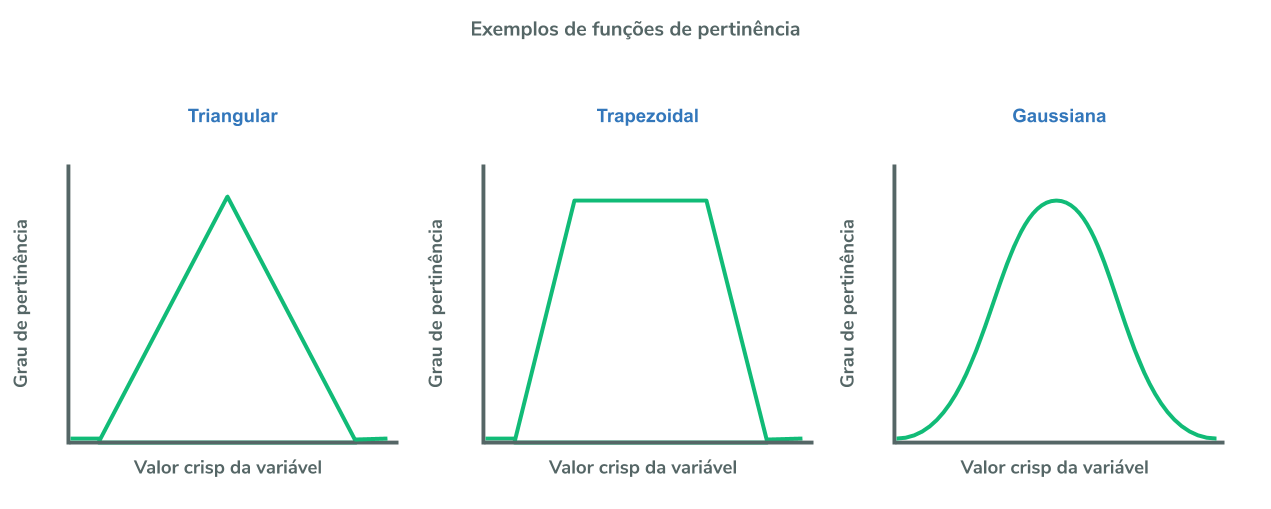 Exemplos de funções de pertinência
Triangular
Grau de pertinência
Valor crisp da variável
Trapezoidal
Grau de pertinência
Valor crisp da variável
Gaussiana
Grau de pertinência
Valor crisp da variável